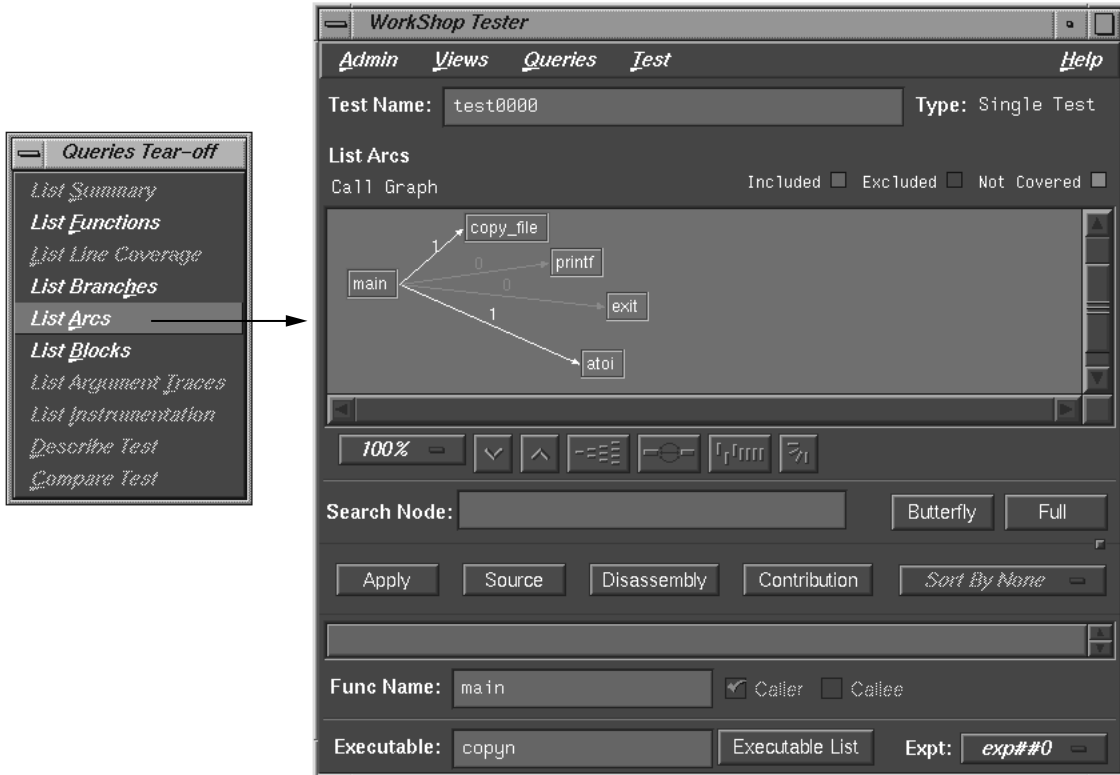 Queries Tear-off
List Summary
List Functions
List Line Coverage
List Branches
List Arcs
List Blocks
List Argument Traces
List Instrumentation
Describe Test
Compare Test
WorkShop Tester
Admin Views Queries Test Help
Test Name: test0000 Type: Single Test
List Arcs
Call Graph Included Excluded Not Covered
copy_file
1
0 printf
main 0
exit
1
atoi
100%
Search Node: Butterfly Full
Apply Source Disassembly Contribution Sort By None
Func Name: main Caller Callee
Executable: copyn Executable List Expt: exp##0